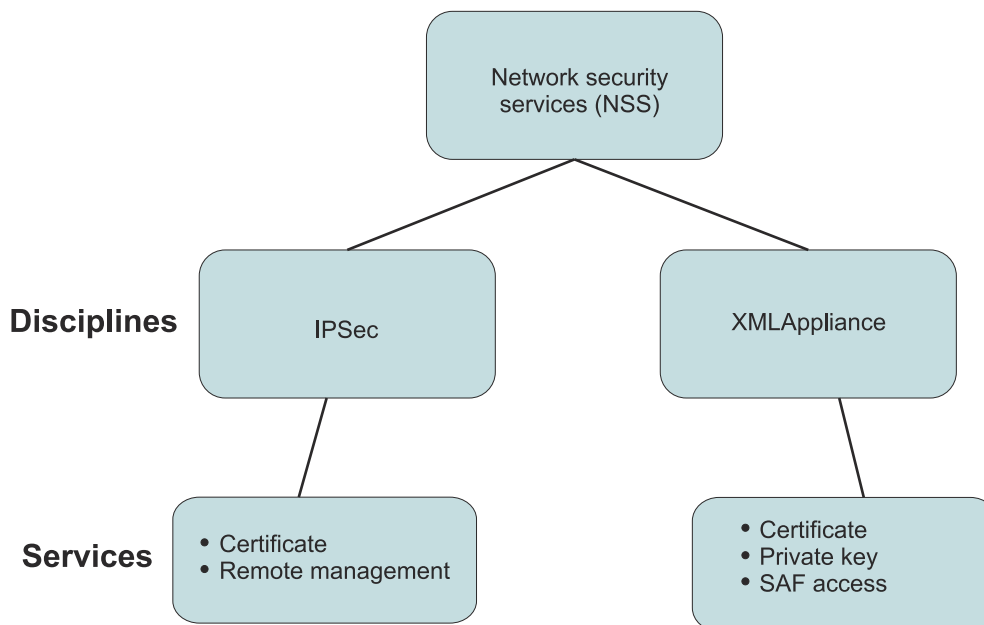 Network security
services (NSS)
Disciplines
IPSec
XMLAppliance
Services
• Certificate
• Remote management
• Certificate
• Private key
• SAF access